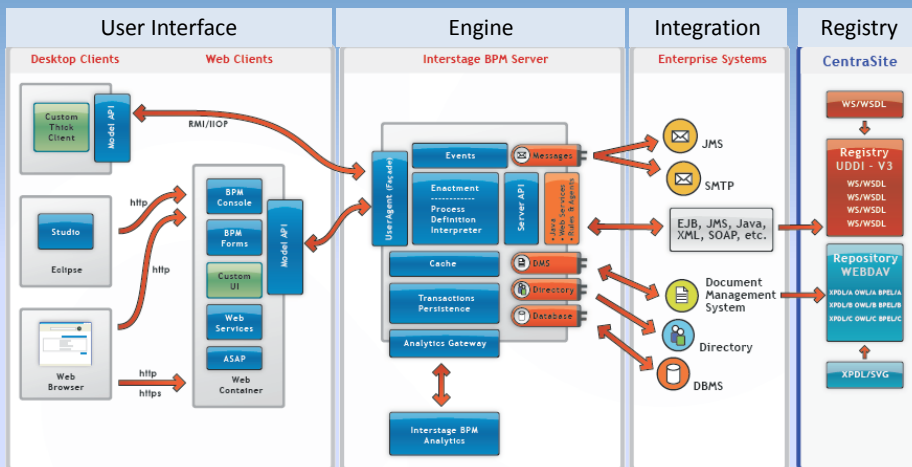 User Interface
Engine
Integration
Registry
Desktop Clients
Web Clients
Interstage BPM Server
Enterprise Systems
CentraSite
Custom
Thick
Client
Model API
RMI/IIOP
Studio
Eclipse
http
http
Web
Browser
http
https
BPM
Console
BPM
Forms
Custom
UI
Web
Services
ASAP
Web
Container
Model API
UserAgent (Façade)
Events
Messages
Enactment
------------
Process
Definition
Interpreter
Server API
• Java
• Web Services
• Rules & Agents
Cache
DMS
Transactions
Persistence
Directory
Database
Analytics Gateway
Interstage BPM
Analytics
JMS
SMTP
EJB, JMS, Java,
XML, SOAP, etc.
Document
Management
System
Directory
DBMS
WS/WSDL
Registry
UDDI - V3
WS/WSDL
WS/WSDL
WS/WSDL
WS/WSDL
Repository
WEBDAV
XPDL/A OWL/A BPEL/A
XPDL/B OWL/B BPEL/B
XPDL/C OWL/C BPEL/C
XPDL/SVG